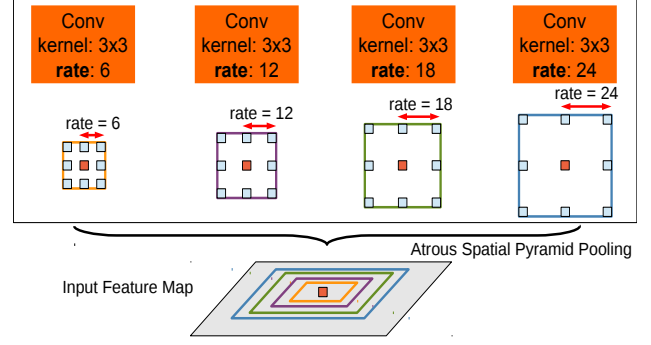 Conv
kernel: 3x3
rate: 6
Conv
kernel: 3x3
rate: 12
Conv
kernel: 3x3
rate: 18
Conv
kernel: 3x3
rate: 24
rate = 6
rate = 12
rate = 18
rate = 24
Atrous Spatial Pyramid Pooling
Input Feature Map